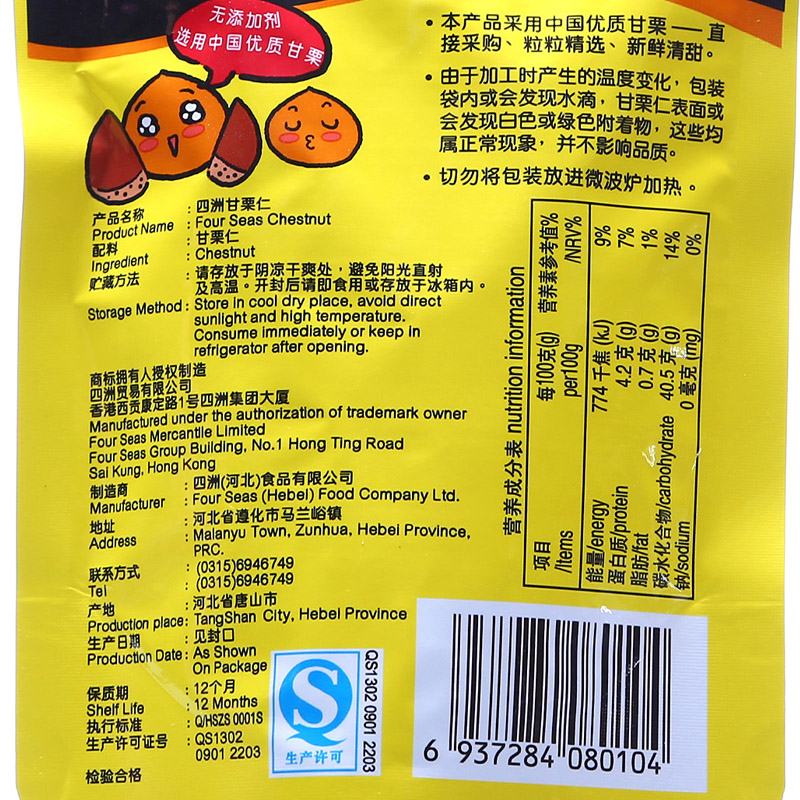 无添加剂
选用中国优质甘栗
• 本产品采用中国优质甘栗——直
接采购、粒粒精选、新鲜清甜。
• 由于加工时产生的温度变化，包装
袋内或会发现水滴，甘栗仁表面或
会发现白色或绿色附着物，这些均
属正常现象，并不影响品质。
• 切勿将包装放进微波炉加热。
产品名称 : 四洲甘栗仁
Product Name : Four Seas Chestnut
配料 : 甘栗仁
Ingredient : Chestnut
贮藏方法 : 请存放于阴凉干爽处，避免阳光直射
及高温。开封后请即食用或存放于冰箱内。
Storage Method : Store in cool dry place, avoid direct
sunlight and high temperature.
Consume immediately or keep in
refrigerator after opening.
商标拥有人授权制造
四洲贸易有限公司
香港西贡康定路1号四洲集团大厦
Manufactured under the authorization of trademark owner
Four Seas Mercantile Limited
Four Seas Group Building, No.1 Hong Ting Road
Sai Kung, Hong Kong
制造商 : 四洲(河北)食品有限公司
Manufacturer : Four Seas (Hebei) Food Company Ltd.
地址 : 河北省遵化市马兰峪镇
Address : Malanyu Town, Zunhua, Hebei Province,
PRC.
联系方式 : (0315)6946749
Tel : (0315)6946749
产地 : 河北省唐山市
Production place : TangShan City, Hebei Province
生产日期 : 见封口
Production Date : As Shown
On Package
保质期 : 12个月
Shelf Life : 12 Months
执行标准 : Q/HSZS 0001S
生产许可证号 : QS1302
0901 2203
检验合格
生产许可
QS1302 0901 2203
营养成分表 nutrition information
项目 每100克(g) 营养素参考值%
/Items per100g /NRV%
能量/energy 774 千焦 (kJ) 9%
蛋白质/protein 4.2 克 (g) 7%
脂肪/fat 0.7 克 (g) 1%
碳水化合物/carbohydrate 40.5 克 (g) 14%
钠/sodium 0 毫克 (mg) 0%
6 937284 080104